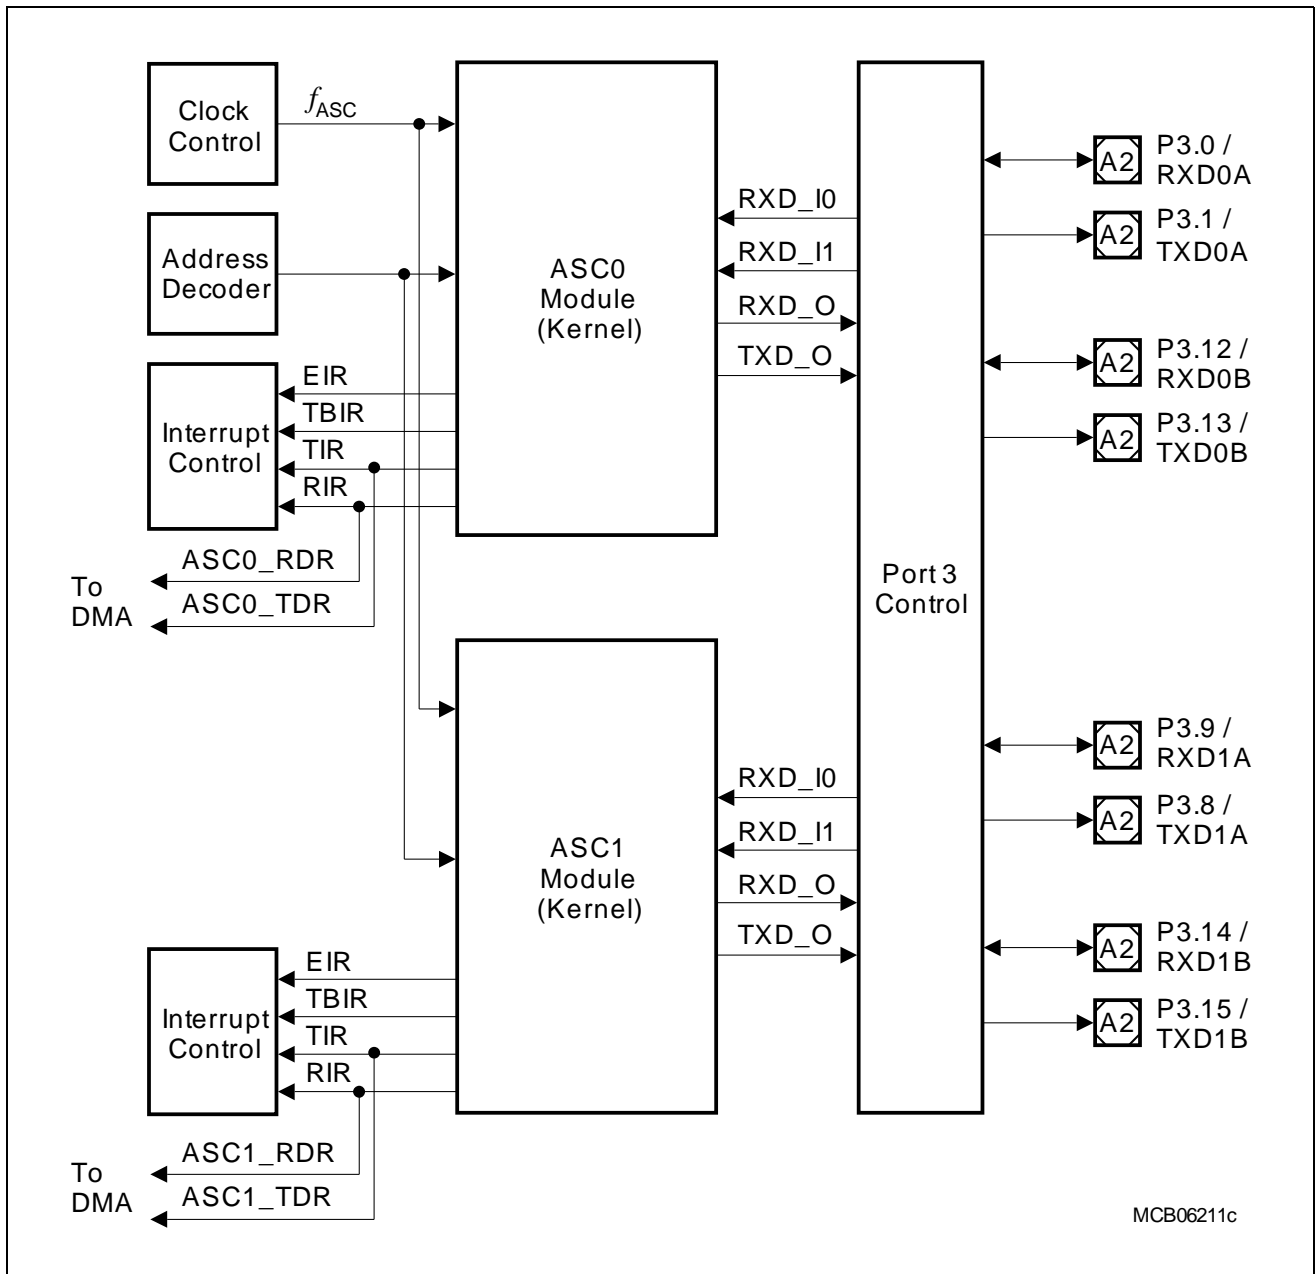 Clock
Control
fASC
Address
Decoder
Interrupt
Control
EIR
TBIR
TIR
RIR
To
DMA
ASC0_RDR
ASC0_TDR
ASC0
Module
(Kernel)
RXD_I0
RXD_I1
RXD_O
TXD_O
Port 3
Control
A2
P3.0 /
RXD0A
A2
P3.1 /
TXD0A
A2
P3.12 /
RXD0B
A2
P3.13 /
TXD0B
ASC1
Module
(Kernel)
RXD_I0
RXD_I1
RXD_O
TXD_O
A2
P3.9 /
RXD1A
A2
P3.8 /
TXD1A
A2
P3.14 /
RXD1B
A2
P3.15 /
TXD1B
Interrupt
Control
EIR
TBIR
TIR
RIR
To
DMA
ASC1_RDR
ASC1_TDR
MCB06211c